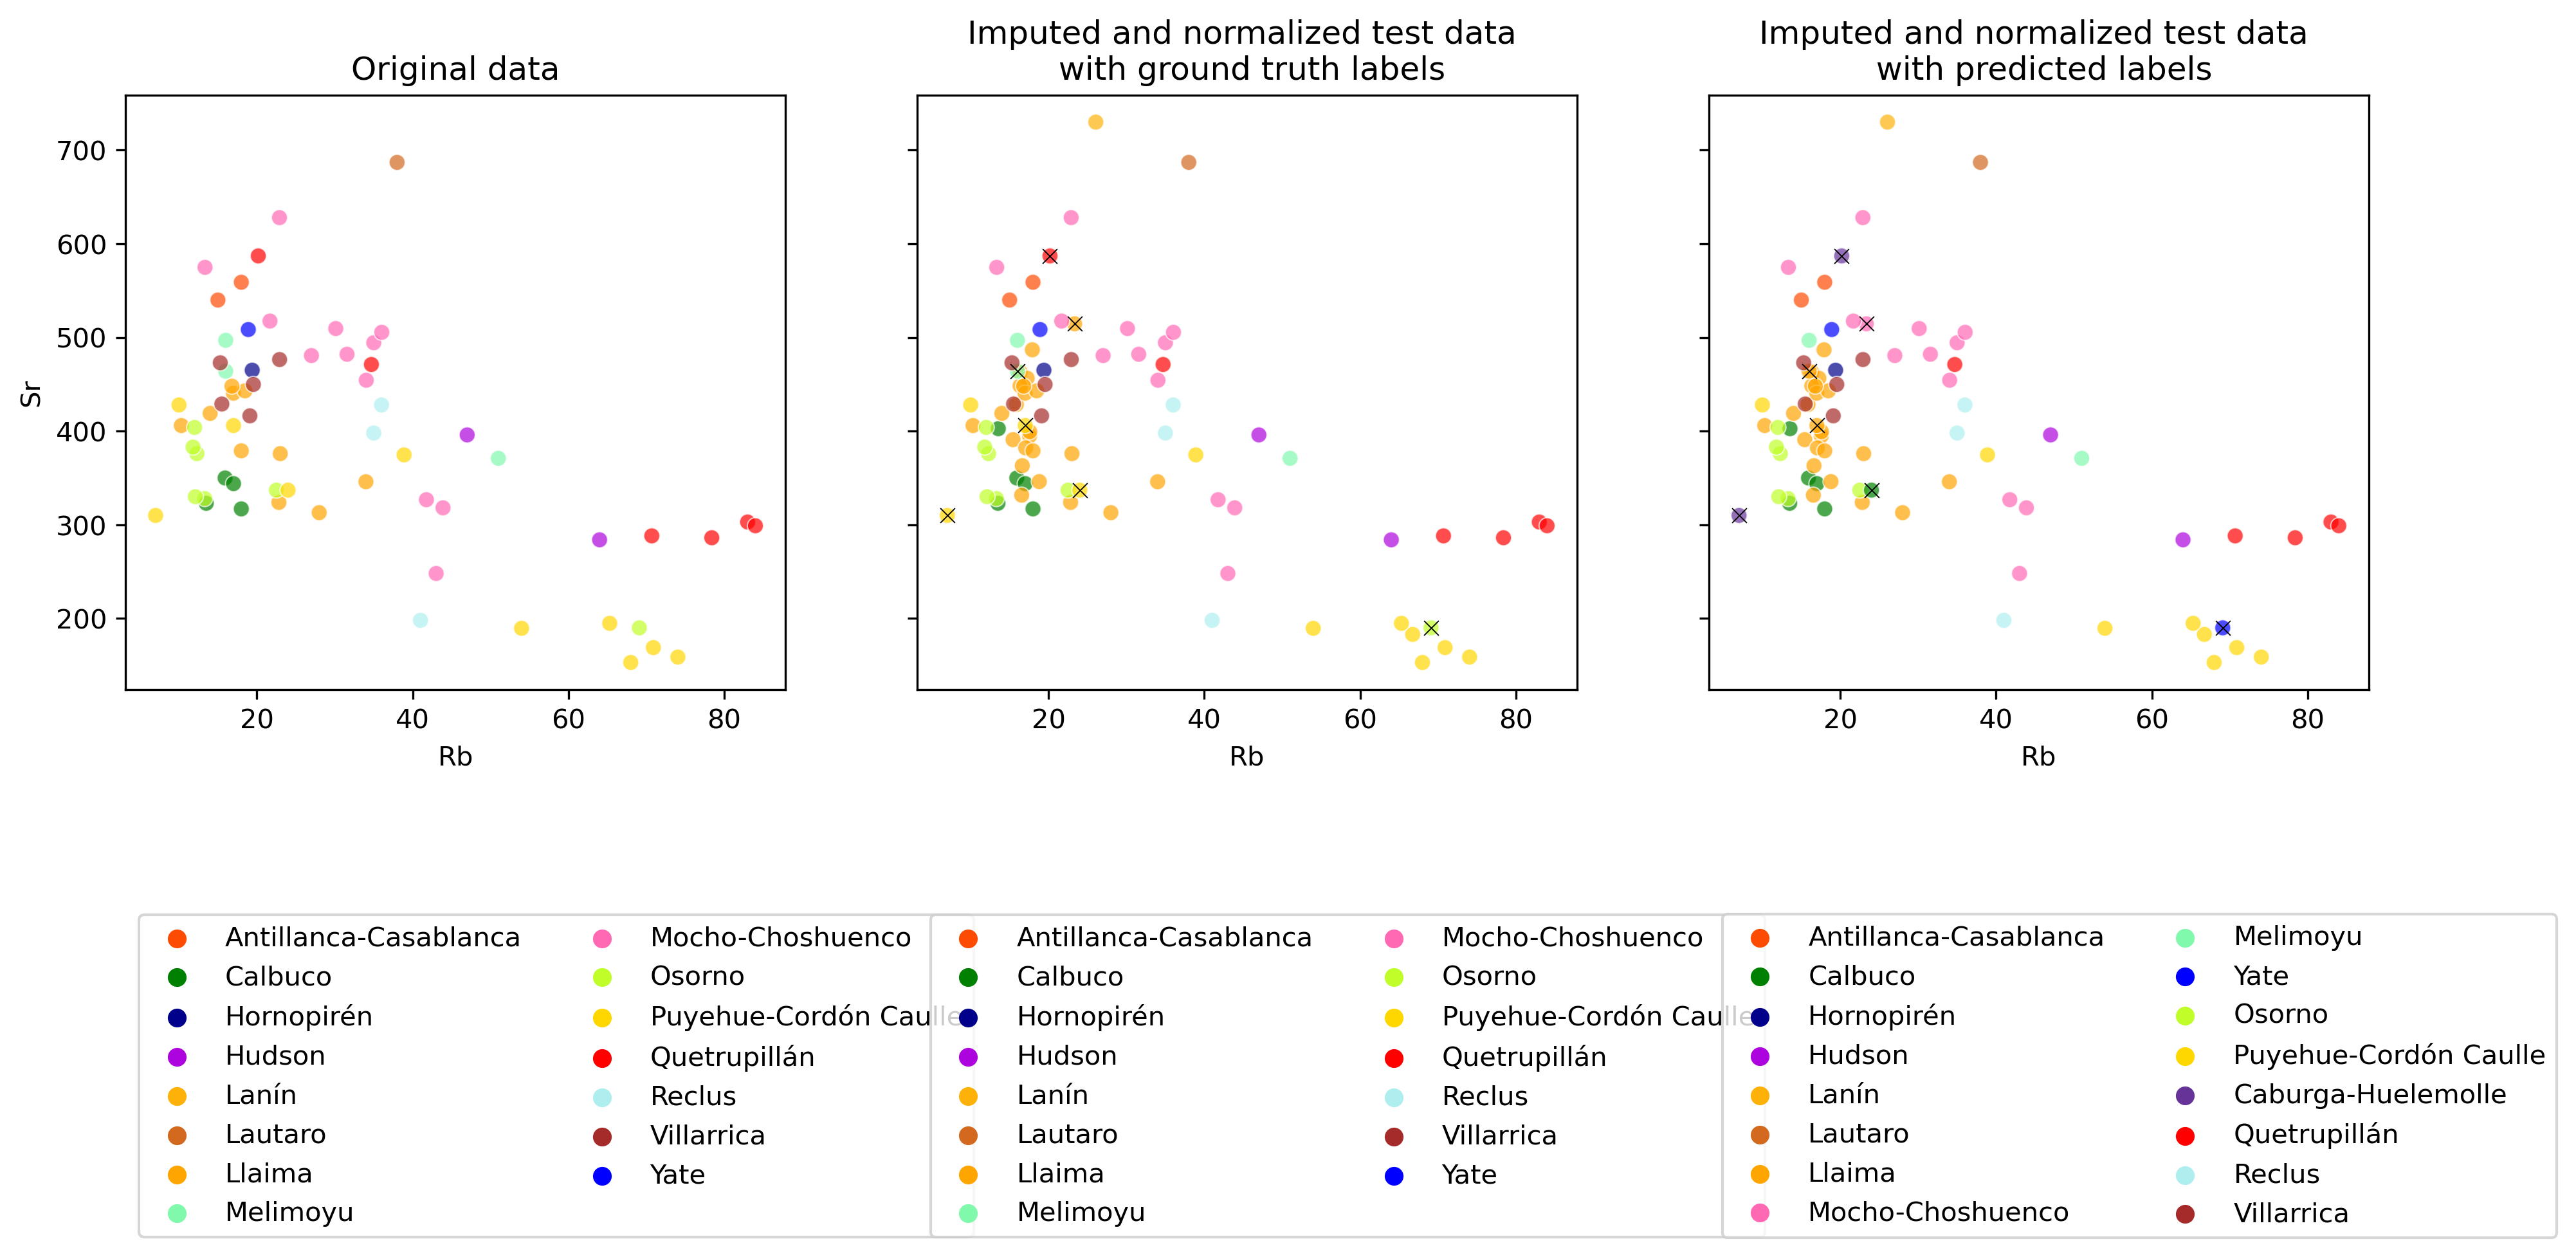 Original data
Imputed and normalized test data
with ground truth labels
Imputed and normalized test data
with predicted labels
Sr
700
600
500
400
300
200
20 40 60 80
Rb
20 40 60 80
Rb
20 40 60 80
Rb
Antillanca-Casablanca
Calbuco
Hornopirén
Hudson
Lanín
Lautaro
Llaima
Melimoyu
Mocho-Choshuenco
Osorno
Puyehue-Cordón Caulle
Quetrupillán
Reclus
Villarrica
Yate
Antillanca-Casablanca
Calbuco
Hornopirén
Hudson
Lanín
Lautaro
Llaima
Melimoyu
Mocho-Choshuenco
Osorno
Puyehue-Cordón Caulle
Quetrupillán
Reclus
Villarrica
Yate
Antillanca-Casablanca
Calbuco
Hornopirén
Hudson
Lanín
Lautaro
Llaima
Mocho-Choshuenco
Melimoyu
Yate
Osorno
Puyehue-Cordón Caulle
Caburga-Huelemolle
Quetrupillán
Reclus
Villarrica